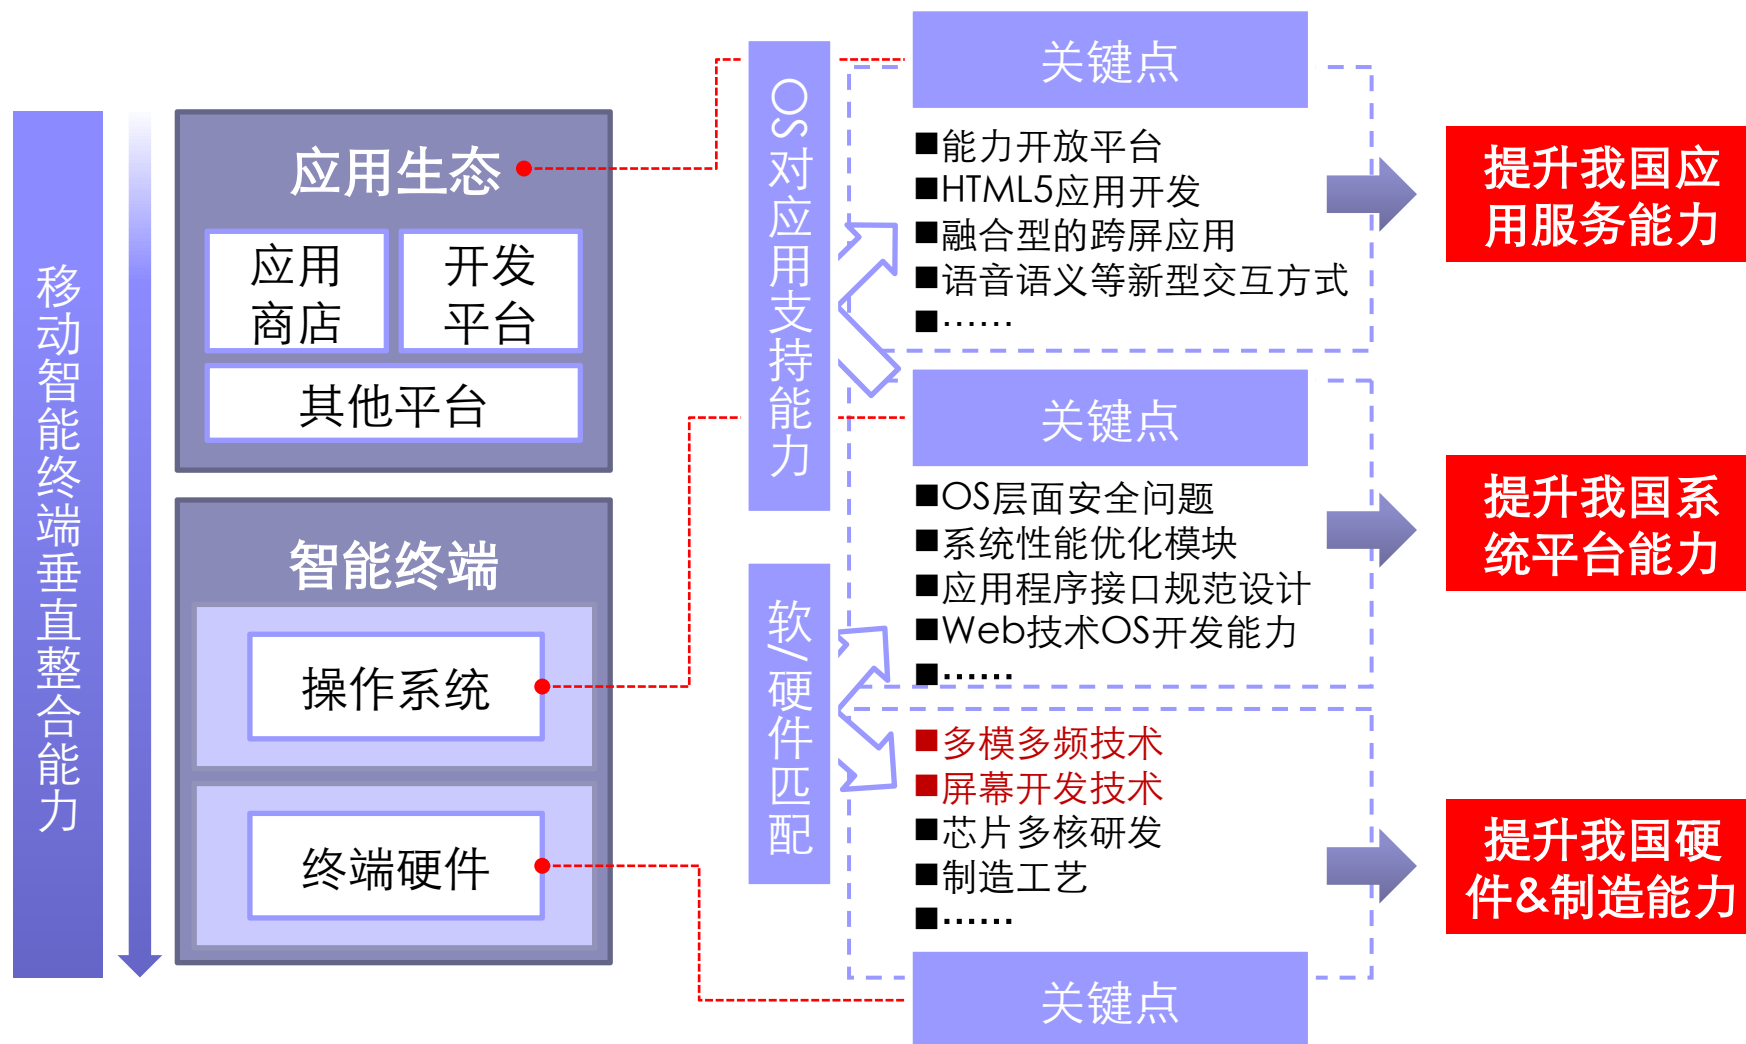 移动智能终端垂直整合能力
应用生态
应用
商店
开发
平台
其他平台
智能终端
操作系统
终端硬件
OS对应用支持能力
软/硬件匹配
关键点
■能力开放平台
■HTML5应用开发
■融合型的跨屏应用
■语音语义等新型交互方式
■……
关键点
■OS层面安全问题
■系统性能优化模块
■应用程序接口规范设计
■Web技术OS开发能力
■……
■多模多频技术
■屏幕开发技术
■芯片多核研发
■制造工艺
■……
关键点
提升我国应
用服务能力
提升我国系
统平台能力
提升我国硬
件&制造能力